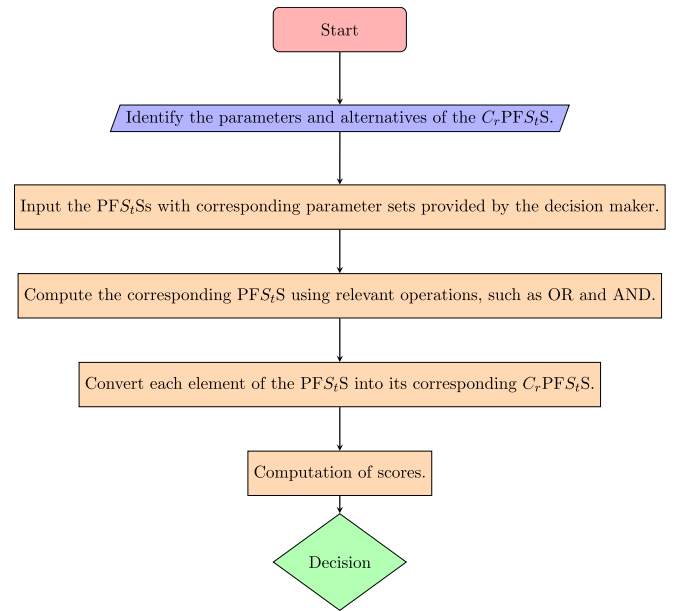 Start
Identify the parameters and alternatives of the $C_r$PF$S_t$S.
Input the PF$S_t$Ss with corresponding parameter sets provided by the decision maker.
Compute the corresponding PF$S_t$S using relevant operations, such as OR and AND.
Convert each element of the PF$S_t$S into its corresponding $C_r$PF$S_t$S.
Computation of scores.
Decision